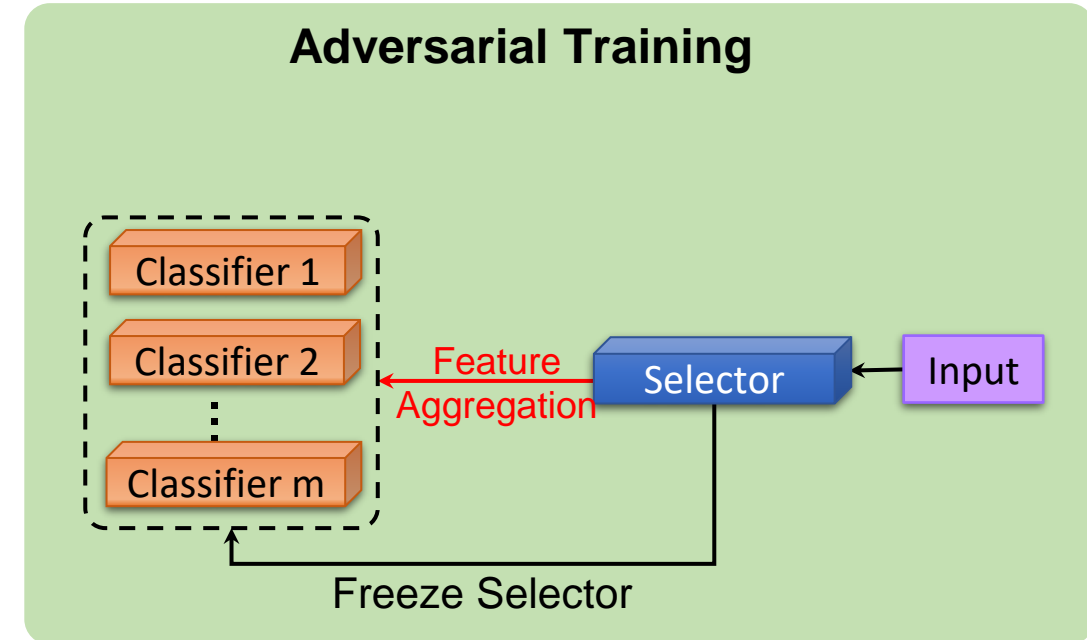 Adversarial Training
Classifier 1
Classifier 2
Classifier m
Feature
Aggregation
Selector
Input
Freeze Selector